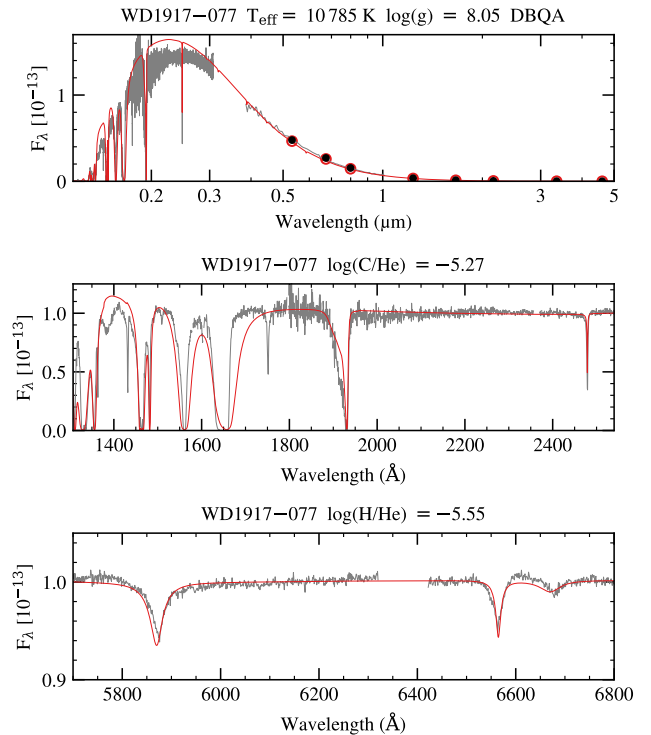 WD1917−077 T_eff = 10 785 K log(g) = 8.05 DBQA
F_λ [10^−13]
1
0
0.2 0.3 0.5 1 3 5
Wavelength (μm)
WD1917−077 log(C/He) = −5.27
F_λ [10^−13]
1.0
0.5
0
1400 1600 1800 2000 2200 2400
Wavelength (Å)
WD1917−077 log(H/He) = −5.55
F_λ [10^−13]
1.0
0.9
5800 6000 6200 6400 6600 6800
Wavelength (Å)